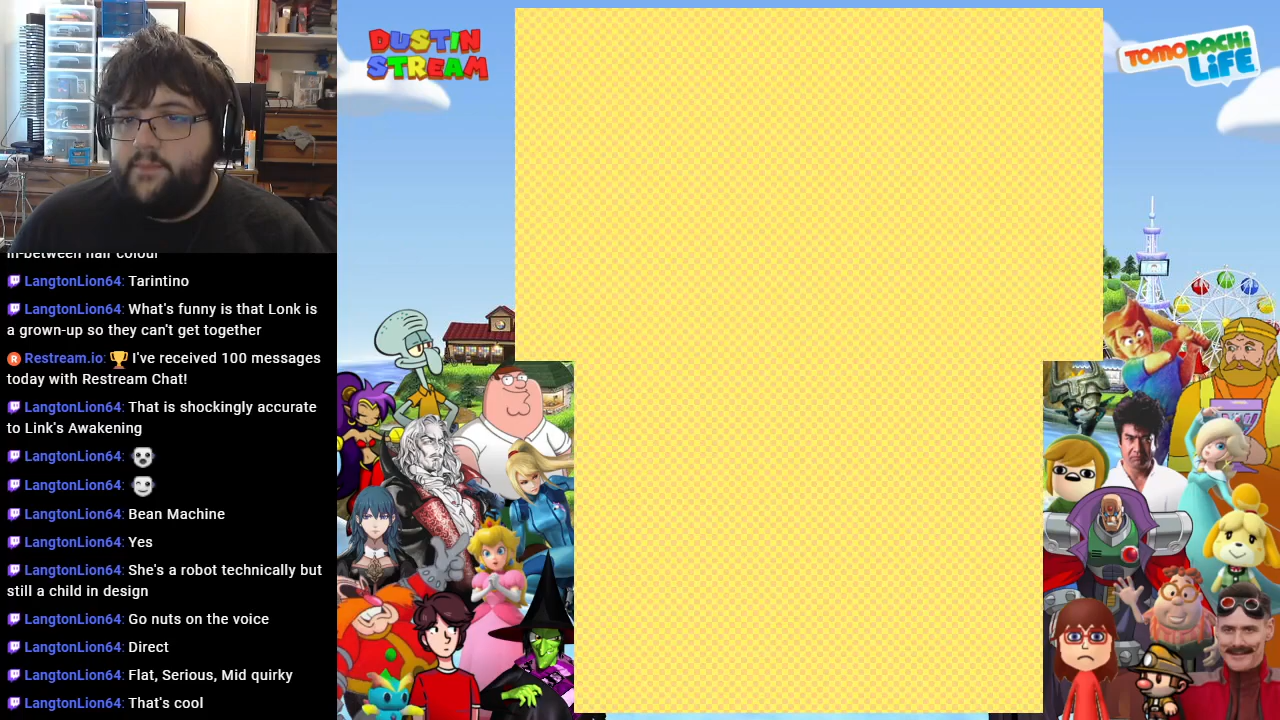 DUSTIN
STREAM
TOMODACHI
LiFE
LangtonLion64: Tarintino
LangtonLion64: What's funny is that Lonk is
a grown-up so they can't get together
Restream.io: I've received 100 messages
today with Restream Chat!
LangtonLion64: That is shockingly accurate
to Link's Awakening
LangtonLion64:
LangtonLion64:
LangtonLion64: Bean Machine
LangtonLion64: Yes
LangtonLion64: She's a robot technically but
still a child in design
LangtonLion64: Go nuts on the voice
LangtonLion64: Direct
LangtonLion64: Flat, Serious, Mid quirky
LangtonLion64: That's cool